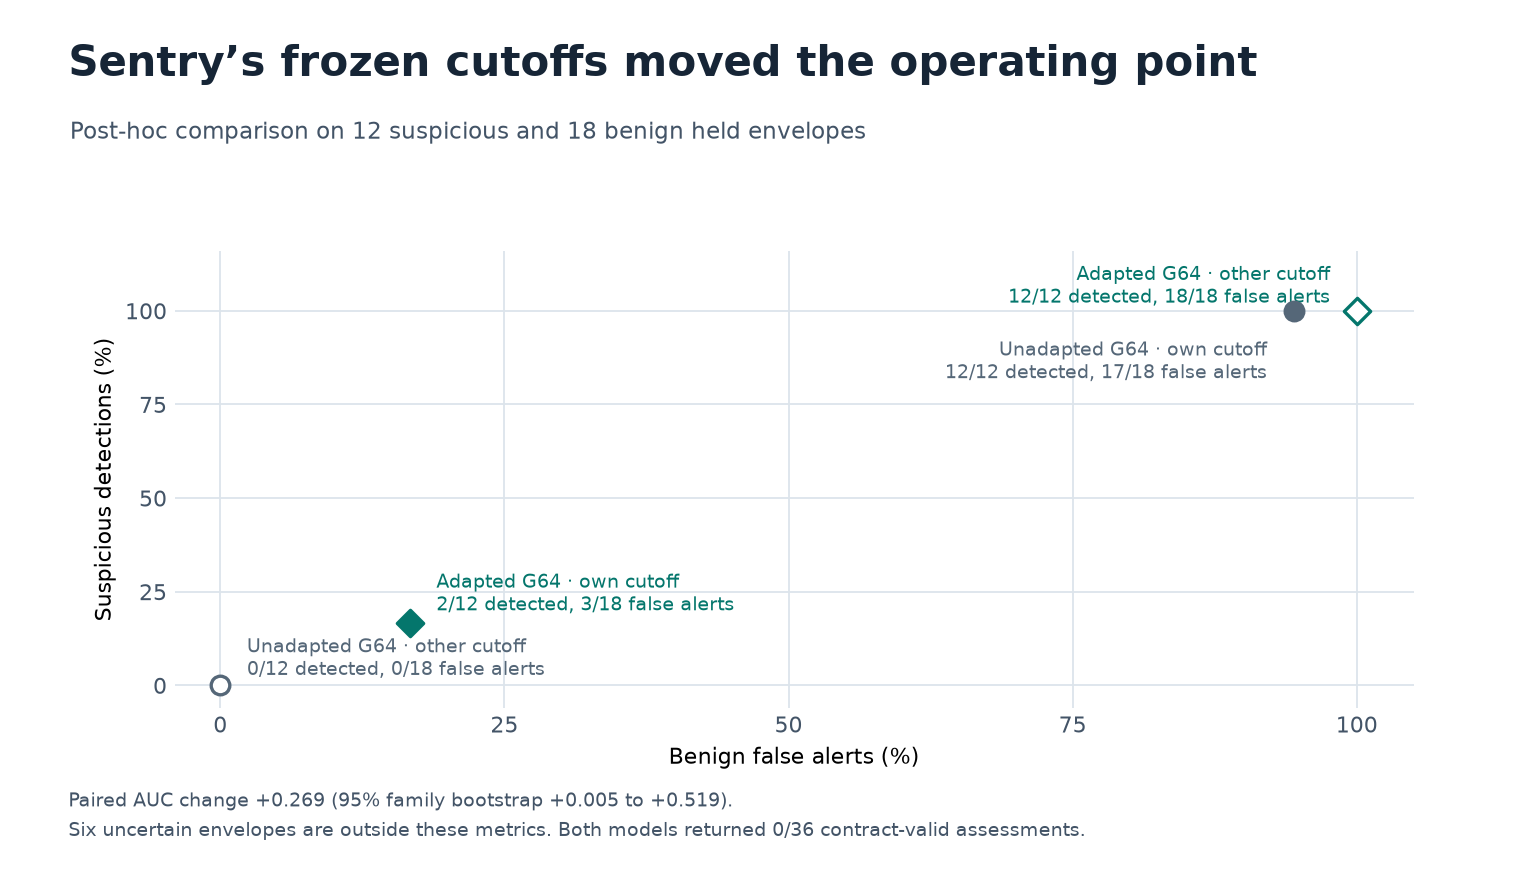 Sentry’s frozen cutoffs moved the operating point
Post-hoc comparison on 12 suspicious and 18 benign held envelopes
Adapted G64 · other cutoff
12/12 detected, 18/18 false alerts
Unadapted G64 · own cutoff
12/12 detected, 17/18 false alerts
Adapted G64 · own cutoff
2/12 detected, 3/18 false alerts
Unadapted G64 · other cutoff
0/12 detected, 0/18 false alerts
Suspicious detections (%)
100
75
50
25
0
0 25 50 75 100
Benign false alerts (%)
Paired AUC change +0.269 (95% family bootstrap +0.005 to +0.519).
Six uncertain envelopes are outside these metrics. Both models returned 0/36 contract-valid assessments.